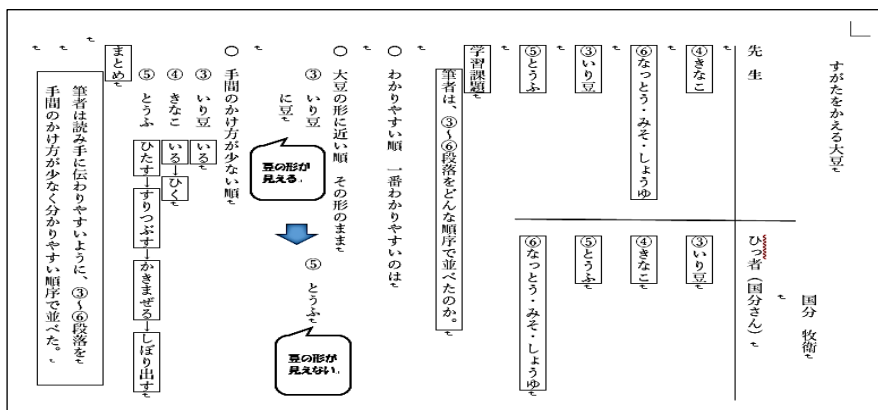 すがたをかえる大豆
国分 牧衛
先 生
ひっ者(国分さん)
④きなこ
③いり豆
⑥なっとう・みそ・しょうゆ
④きなこ
③いり豆
⑤とうふ
⑤とうふ
⑥なっとう・みそ・しょうゆ
学習課題
筆者は、③~⑥段落をどんな順序で並べたのか。
○ わかりやすい順 一番わかりやすいのは
○ 大豆の形に近い順 その形のまま
③ いり豆
に豆
豆の形が
見える。
⑤ とうふ
豆の形が
見えない。
○ 手間のかけ方が少ない順
③ いり豆 いる
④ きなこ いる→ひく
⑤ とうふ ひたす→すりつぶす→かきまぜる→しぼり出す
まとめ
筆者は読み手に伝わりやすいように、③~⑥段落を
手間のかけ方が少なく分かりやすい順序で並べた。